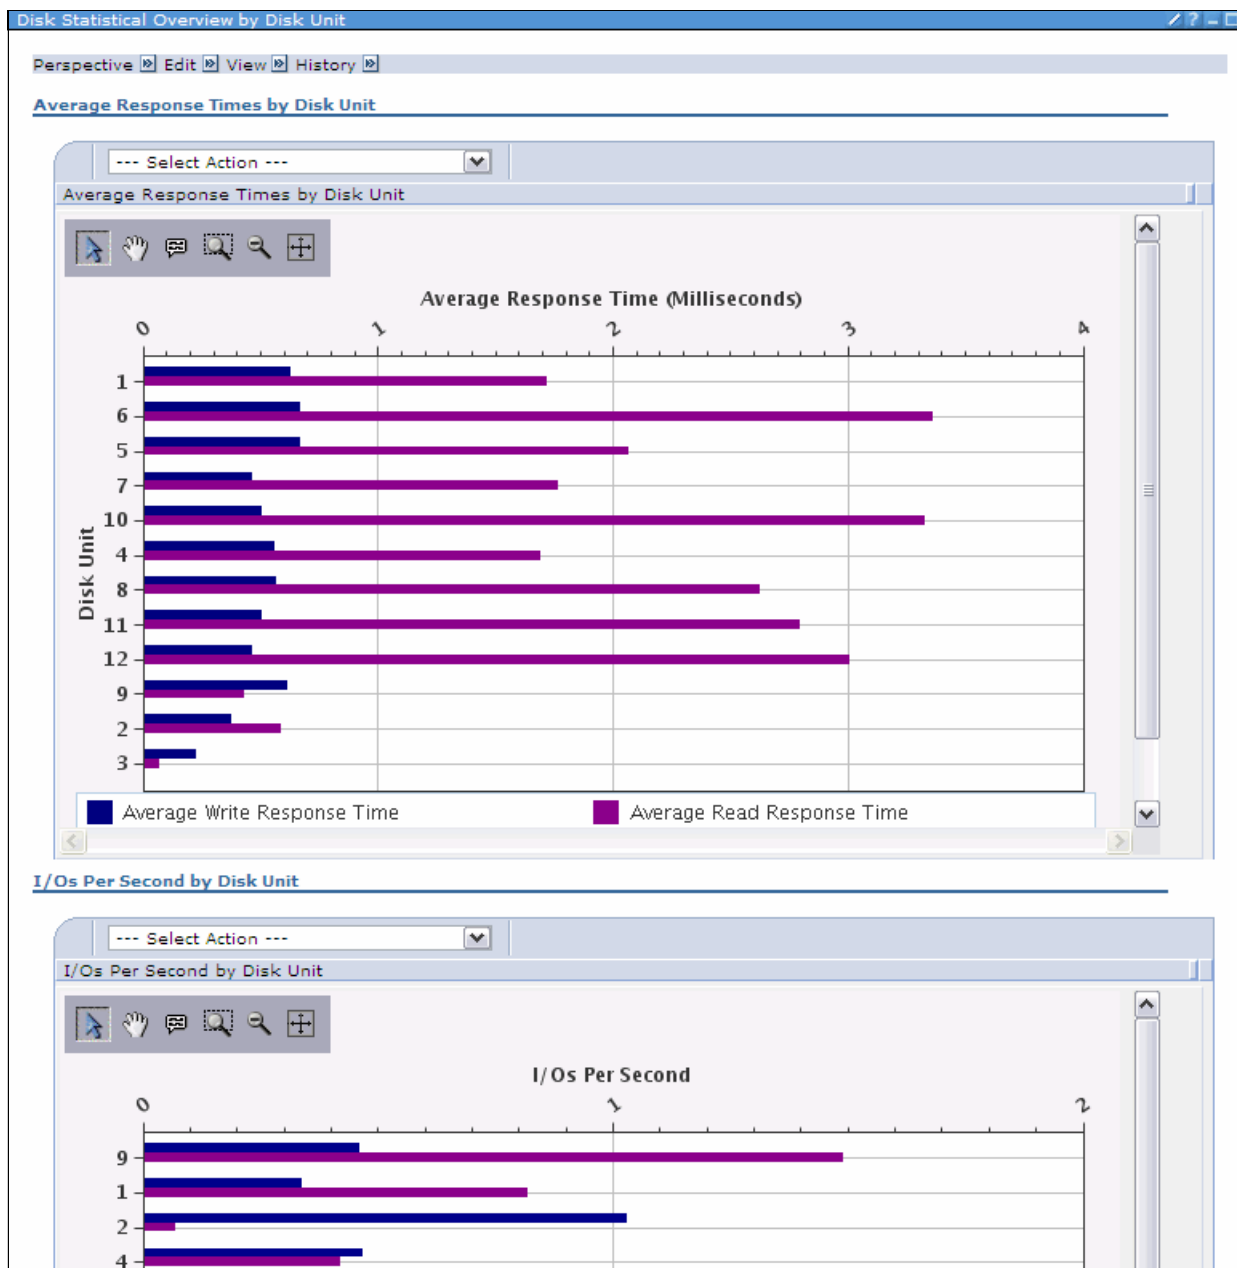 Disk Statistical Overview by Disk Unit
Perspective Edit View History
Average Response Times by Disk Unit
--- Select Action ---
Average Response Times by Disk Unit
Average Response Time (Milliseconds)
0 1 2 3 4
Disk Unit
1
6
5
7
10
4
8
11
12
9
2
3
Average Write Response Time Average Read Response Time
I/Os Per Second by Disk Unit
--- Select Action ---
I/Os Per Second by Disk Unit
I/Os Per Second
0 1 2
9
1
2
4